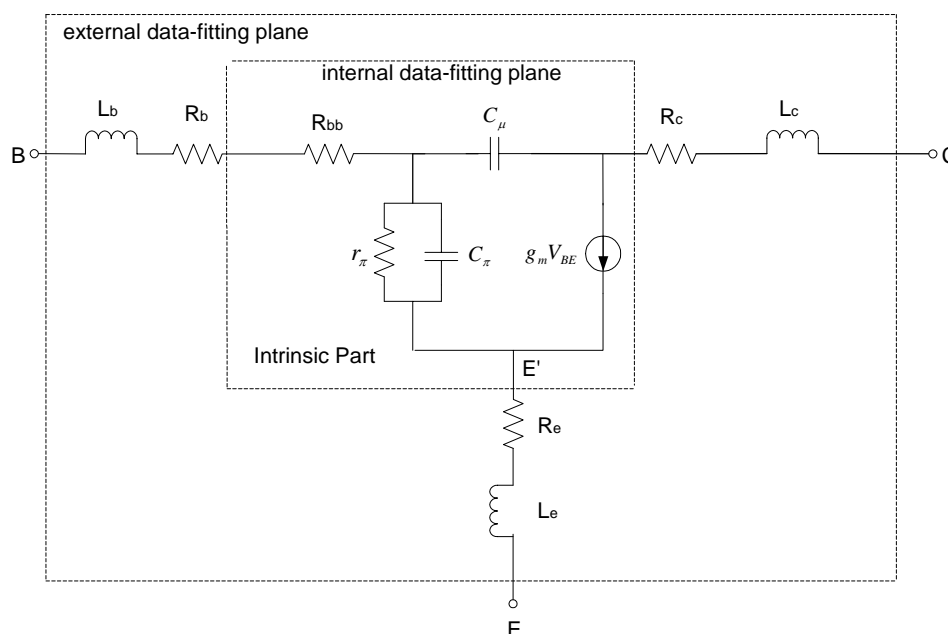 external data-fitting plane
internal data-fitting plane
Lb
Rb
Rbb
Cμ
Rc
Lc
B
C
rπ
Cπ
gmVBE
Intrinsic Part
E'
Re
Le
E